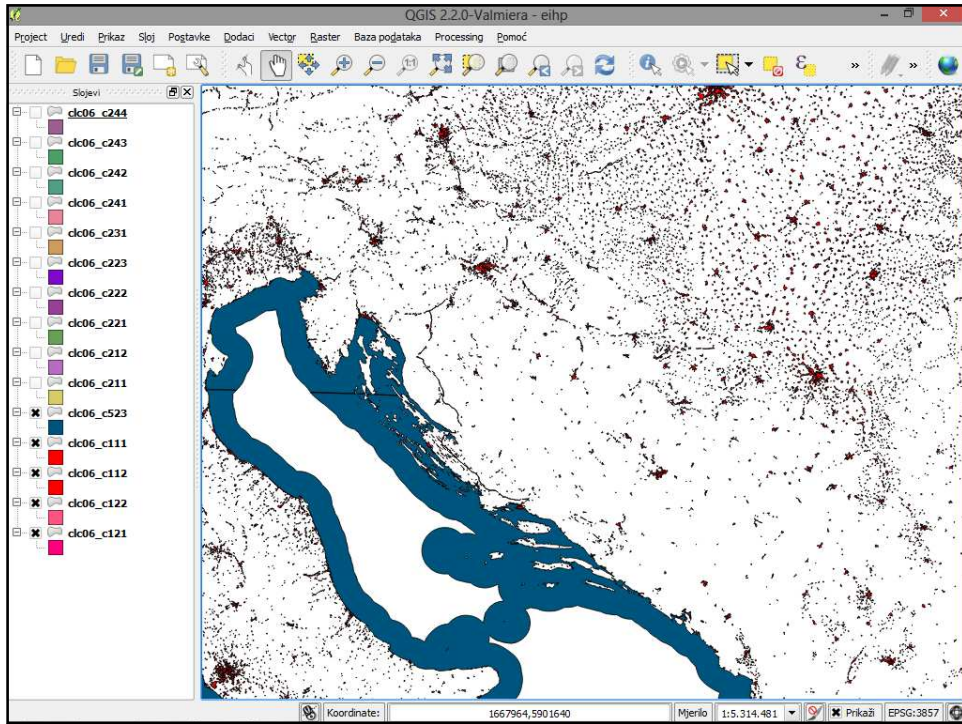 QGIS 2.2.0-Valmiera - eihp
Project Uredi Prikaz Sloj Postavke Dodaci Vector Raster Baza podataka Processing Pomoć
Slojevi
clc06_c244
clc06_c243
clc06_c242
clc06_c241
clc06_c231
clc06_c223
clc06_c222
clc06_c221
clc06_c212
clc06_c211
clc06_c523
clc06_c111
clc06_c112
clc06_c122
clc06_c121
Koordinate: 1667964,5901640 Mjerilo 1:5.314.481 Prikaži EPSG:3857